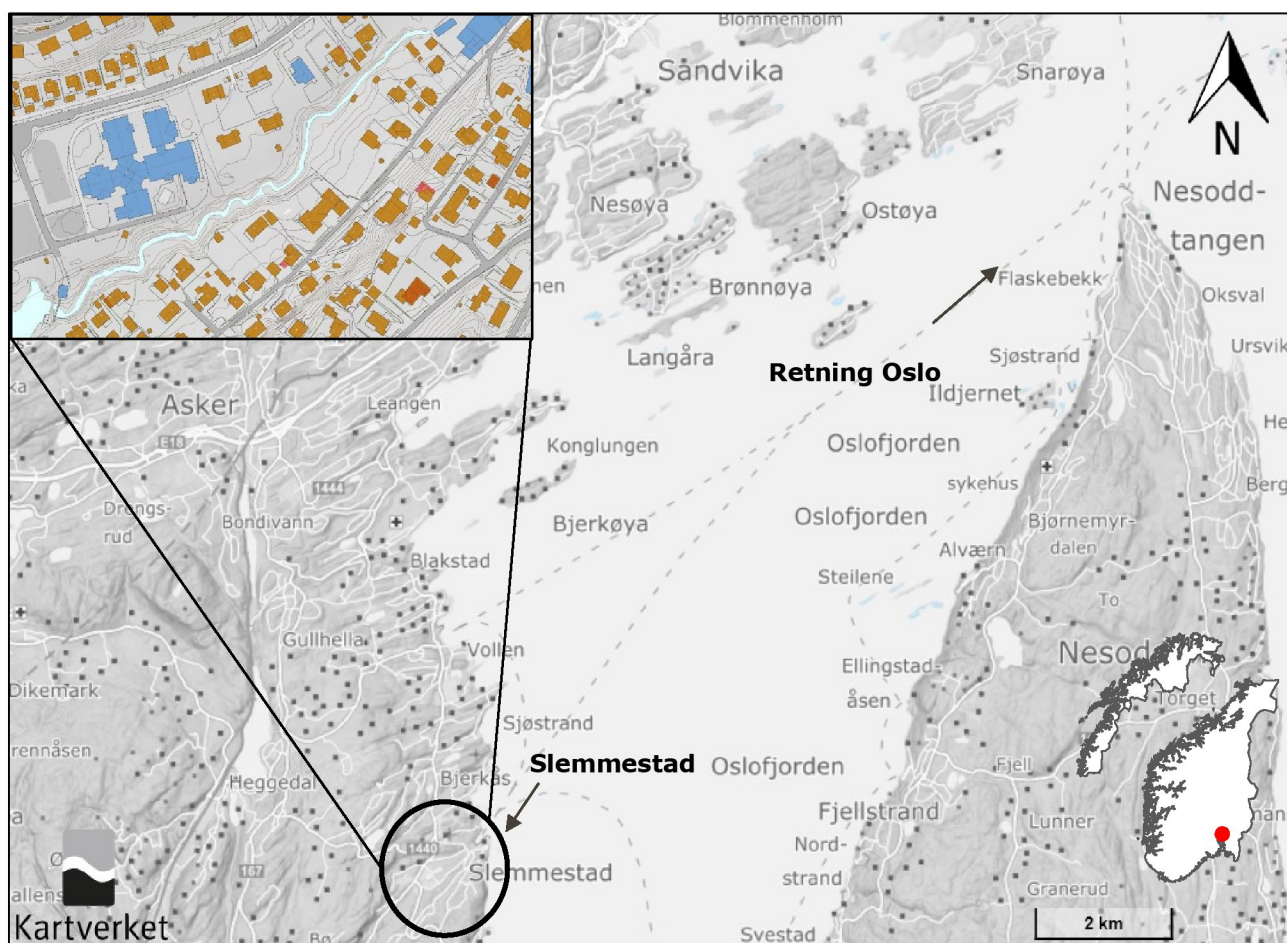 Blommenholm
Sandvika
Snarøya
N
Nesodd-
tangen
Nesøya
Ostøya
Flaskebekk
Oksval
nen
Brønnøya
Ursvik
Langåra
Sjøstrand
Retning Oslo
Ildjernet
ka
Asker
Leangen
E18
Konglungen
Oslofjorden
He
sykehus
Berg
1444
Drengs-
rud
Bondivann
Bjerkøya
Oslofjorden
Bjørnemyr-
dalen
Blakstad
Alværn
Steilene
To
Gullhella
Vollen
Nesod
Ellingstad-
åsen
Torget
Dikemark
Sjøstrand
rennåsen
Slemmestad
Oslofjorden
Fjell
Heggedal
Bjerkås
Fjellstrand
Lunner
man
1440
Nord-
strand
167
Slemmestad
Granerud
allens
Kartverket
Bø
2 km
Svestad